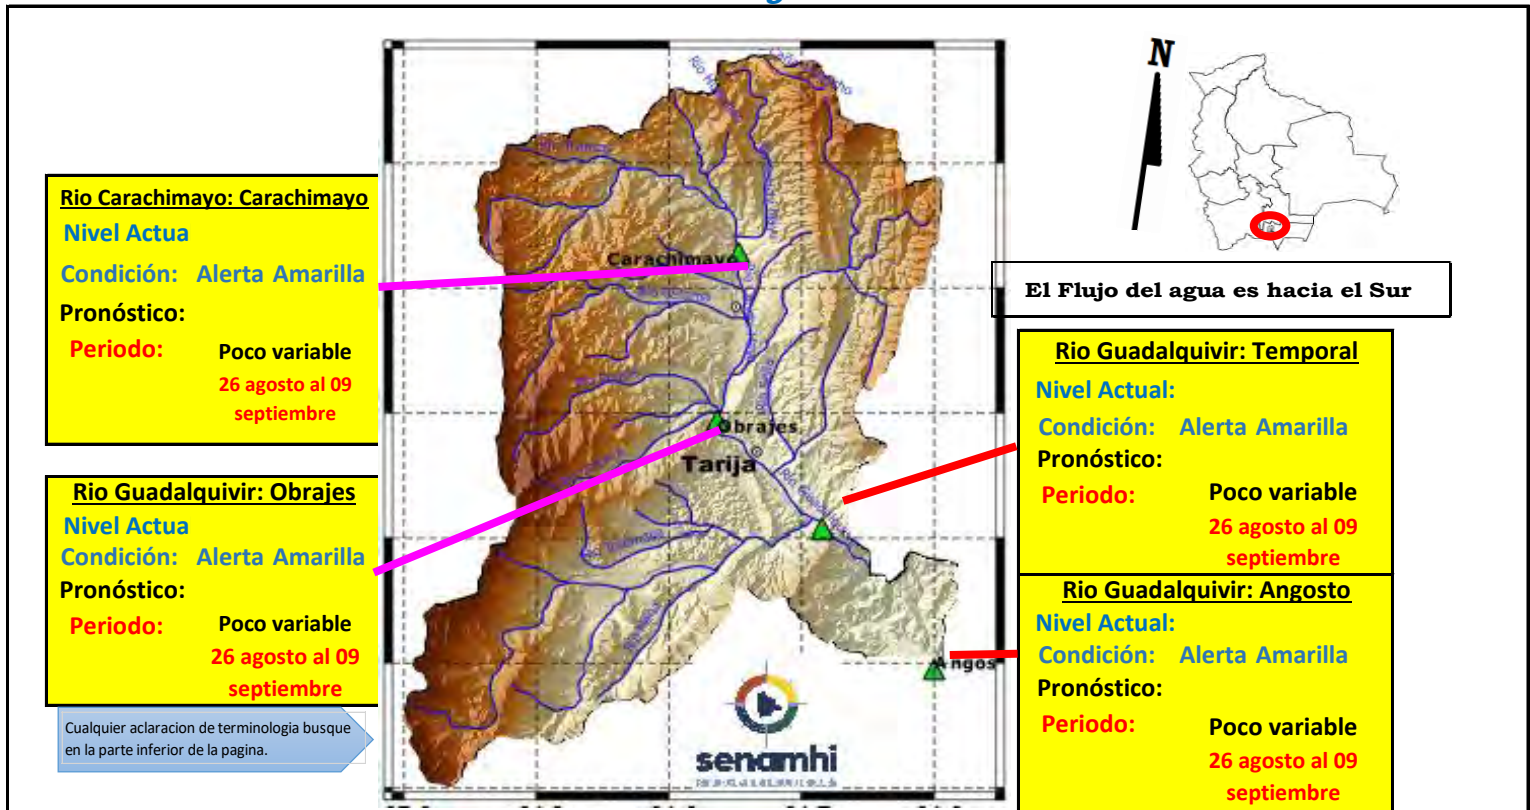 N
Rio Carachimayo: Carachimayo
Nivel Actua
Condición: Alerta Amarilla
Pronóstico:
Periodo: Poco variable
26 agosto al 09
septiembre
Rio Guadalquivir: Obrajes
Nivel Actua
Condición: Alerta Amarilla
Pronóstico:
Periodo: Poco variable
26 agosto al 09
septiembre
Cualquier aclaracion de terminologia busque
en la parte inferior de la pagina.
Carachimayo
Obrajes
Tarija
Angos
senamhi
El Flujo del agua es hacia el Sur
Rio Guadalquivir: Temporal
Nivel Actual:
Condición: Alerta Amarilla
Pronóstico:
Periodo: Poco variable
26 agosto al 09
septiembre
Rio Guadalquivir: Angosto
Nivel Actual:
Condición: Alerta Amarilla
Pronóstico:
Periodo: Poco variable
26 agosto al 09
septiembre